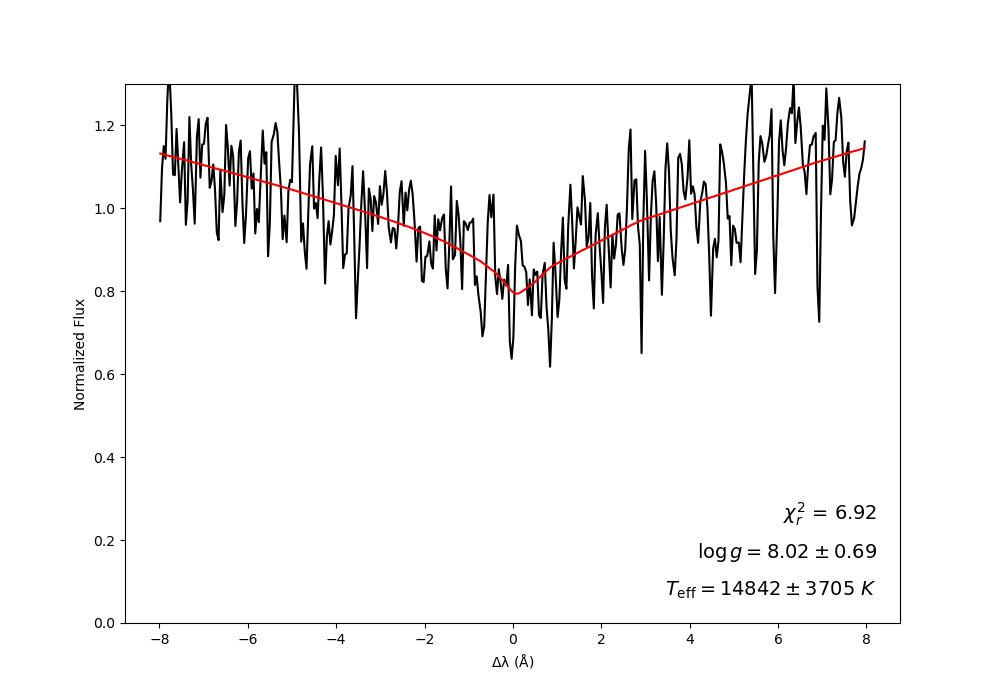 1.2
1.0
0.8
0.6
0.4
0.2
0.0
Normalized Flux
χ²ᵣ = 6.92
log g = 8.02 ± 0.69
T_eff = 14842 ± 3705 K
−8 −6 −4 −2 0 2 4 6 8
Δλ (Å)